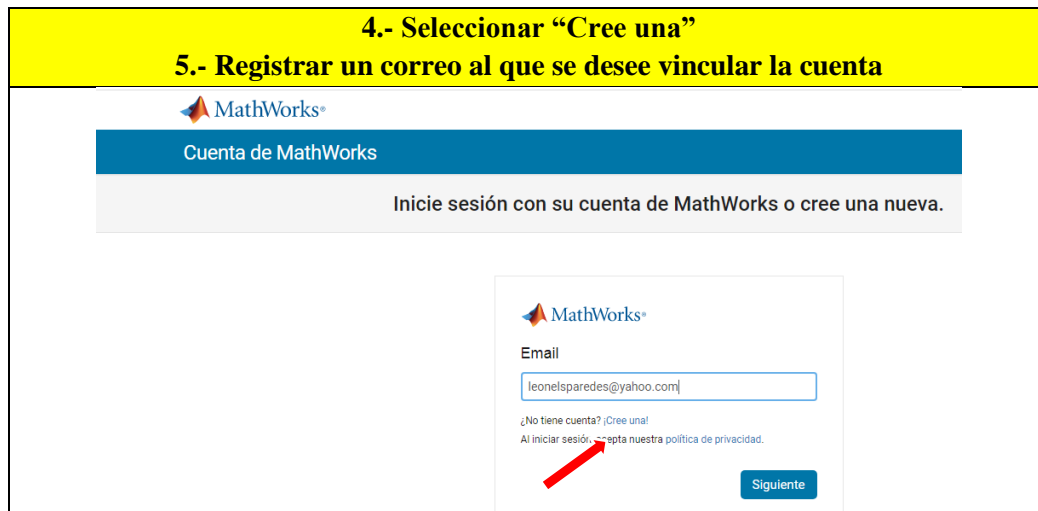 4.- Seleccionar “Cree una”
5.- Registrar un correo al que se desee vincular la cuenta
MathWorks®
Cuenta de MathWorks
Inicie sesión con su cuenta de MathWorks o cree una nueva.
MathWorks®
Email
leonelsparedes@yahoo.com
¿No tiene cuenta? ¡Cree una!
Al iniciar sesión, acepta nuestra política de privacidad.
Siguiente